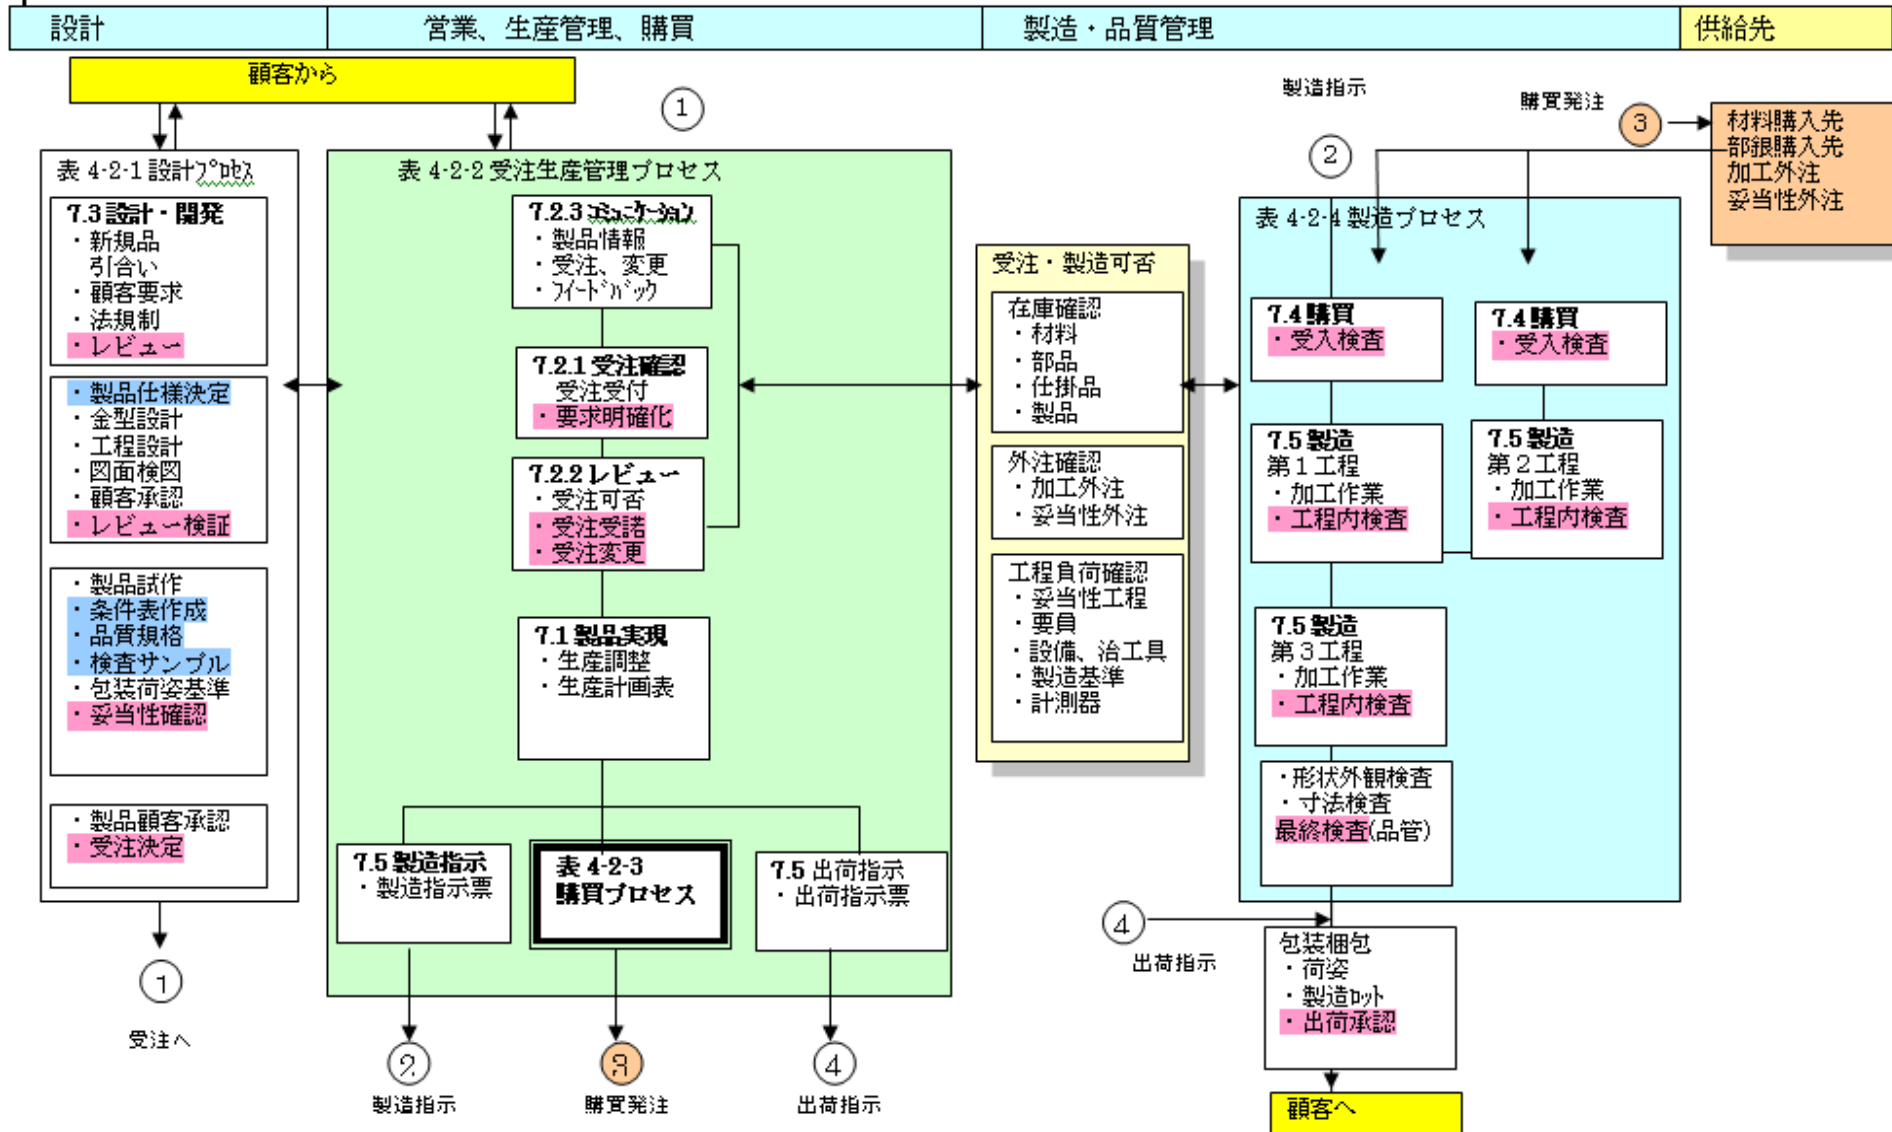 設計
営業、生産管理、購買
製造・品質管理
供給先
顧客から
①
表 4-2-1 設計ﾌﾟﾛｾｽ
7.3 設計・開発
・新規品
引合い
・顧客要求
・法規制
・レビュー
・製品仕様決定
・金型設計
・工程設計
・図面検図
・顧客承認
・レビュー検証
・製品試作
・条件表作成
・品質規格
・検査サンプル
・包装荷姿基準
・妥当性確認
・製品顧客承認
・受注決定
①
受注へ
表 4-2-2 受注生産管理プロセス
7.2.3 ｺﾐｭﾆｹｰｼｮﾝ
・製品情報
・受注、変更
・ﾌｨｰﾄﾞﾊﾞｯｸ
7.2.1 受注確認
受注受付
・要求明確化
7.2.2 レビュー
・受注可否
・受注受諾
・受注変更
7.1 製品実現
・生産調整
・生産計画表
7.5 製造指示
・製造指示票
表 4-2-3
購買プロセス
7.5 出荷指示
・出荷指示票
②
製造指示
③
購買発注
④
出荷指示
受注・製造可否
在庫確認
・材料
・部品
・仕掛品
・製品
外注確認
・加工外注
・妥当性外注
工程負荷確認
・妥当性工程
・要員
・設備、治工具
・製造基準
・計測器
製造指示
②
購買発注
③
材料購入先
部銀購入先
加工外注
妥当性外注
表 4-2-4 製造プロセス
7.4 購買
・受入検査
7.4 購買
・受入検査
7.5 製造
第１工程
・加工作業
・工程内検査
7.5 製造
第２工程
・加工作業
・工程内検査
7.5 製造
第３工程
・加工作業
・工程内検査
・形状外観検査
・寸法検査
最終検査(品管)
④
出荷指示
包装梱包
・荷姿
・製造ﾛｯﾄ
・出荷承認
顧客へ